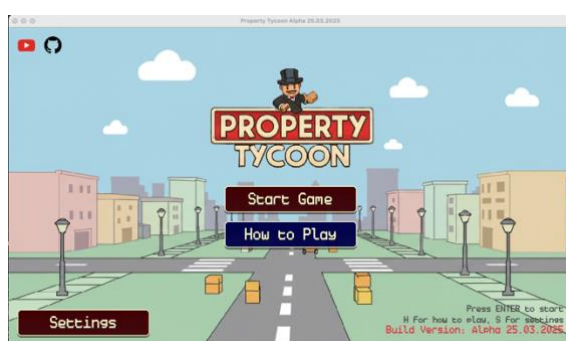 Property Tycoon Alpha 25.03.2025
PROPERTY
TYCOON
Start Game
How to Play
Settings
Press ENTER to start
H For how to play, S For settings
Build Version: Alpha 25.03.2025